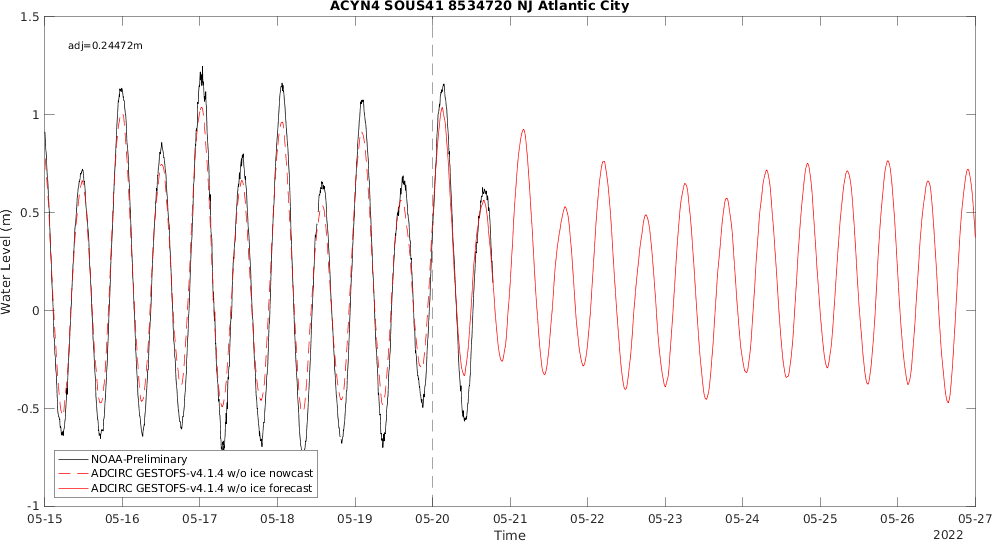 ACYN4 SOUS41 8534720 NJ Atlantic City
adj=0.24472m
Water Level (m)
1.5
1
0.5
0
-0.5
-1
NOAA-Preliminary
ADCIRC GESTOFS-v4.1.4 w/o ice nowcast
ADCIRC GESTOFS-v4.1.4 w/o ice forecast
05-15 05-16 05-17 05-18 05-19 05-20 05-21 05-22 05-23 05-24 05-25 05-26 05-27
Time
2022